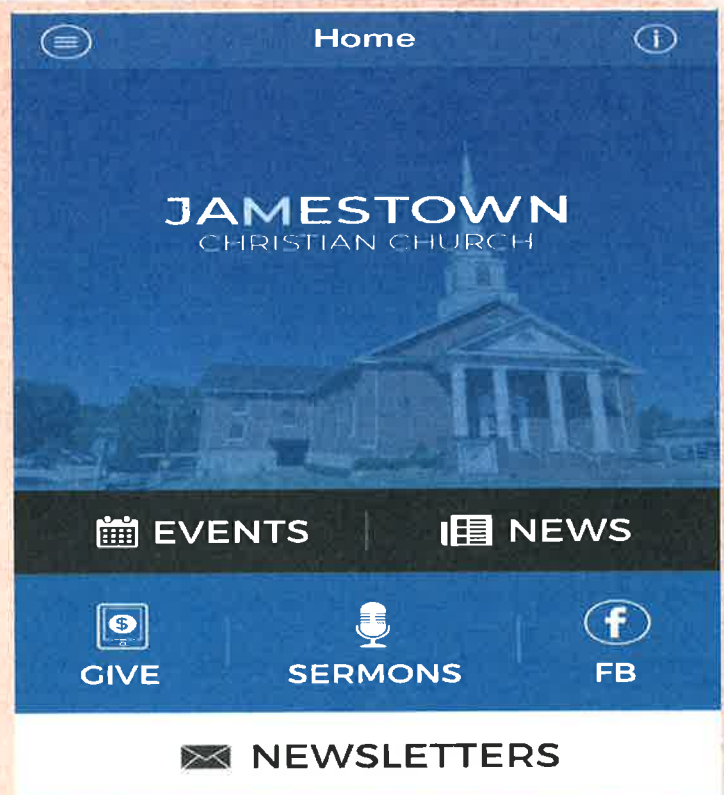 Home
JAMESTOWN
CHRISTIAN CHURCH
EVENTS | NEWS
GIVE | SERMONS | FB
NEWSLETTERS